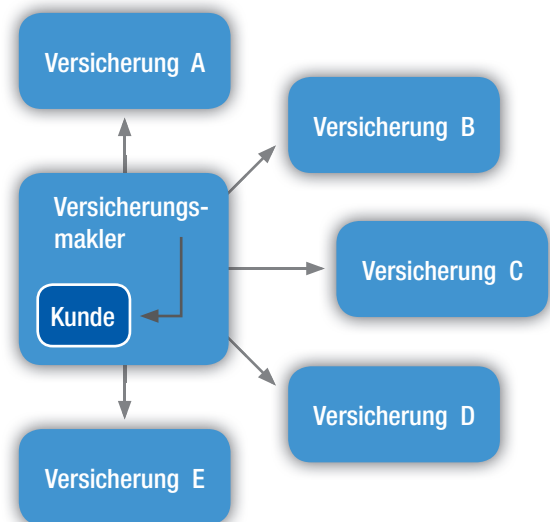 Versicherung A
Versicherung B
Versicherungs-
makler
Versicherung C
Kunde
Versicherung D
Versicherung E